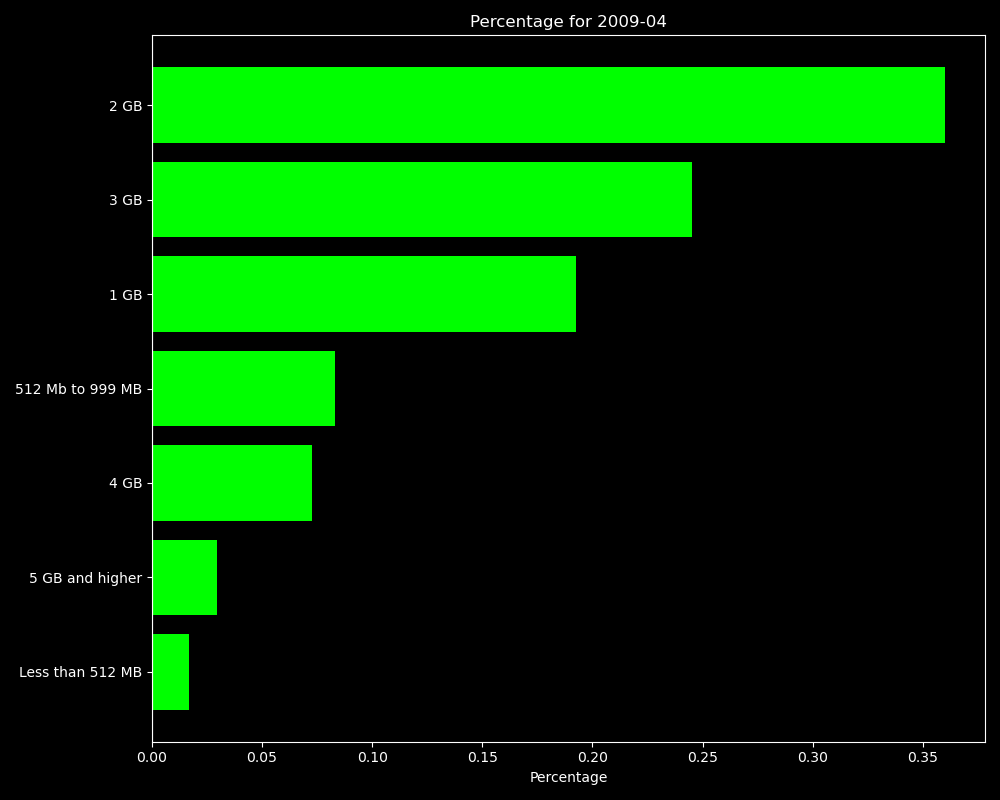 Percentage for 2009-04
2 GB
3 GB
1 GB
512 Mb to 999 MB
4 GB
5 GB and higher
Less than 512 MB
0.00 0.05 0.10 0.15 0.20 0.25 0.30 0.35
Percentage